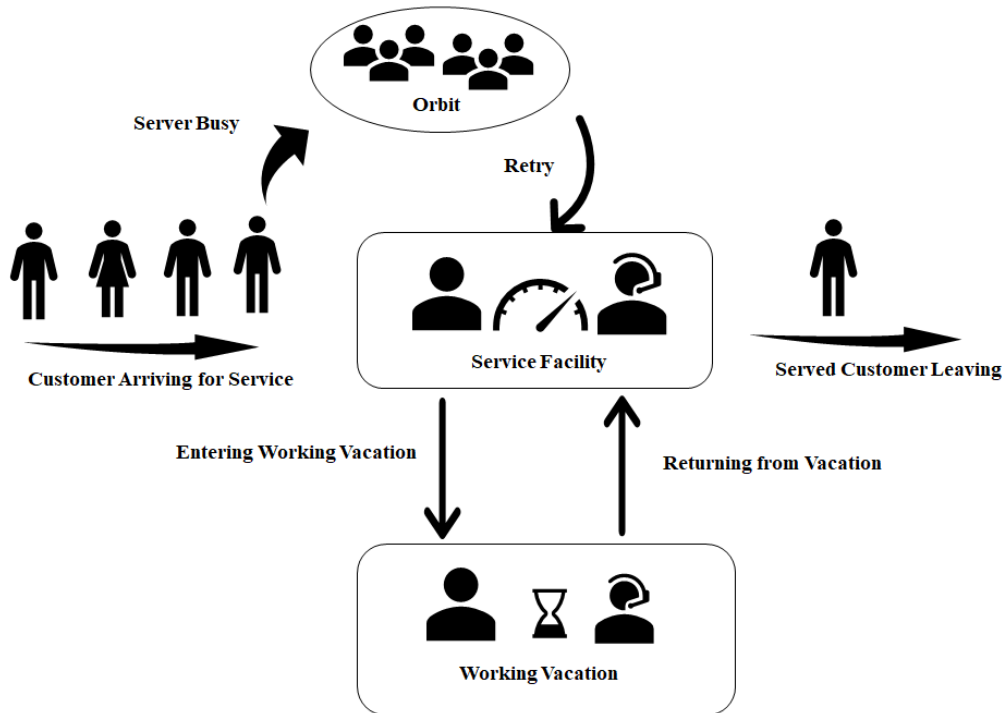 Orbit
Server Busy
Retry
Customer Arriving for Service
Service Facility
Served Customer Leaving
Entering Working Vacation
Returning from Vacation
Working Vacation